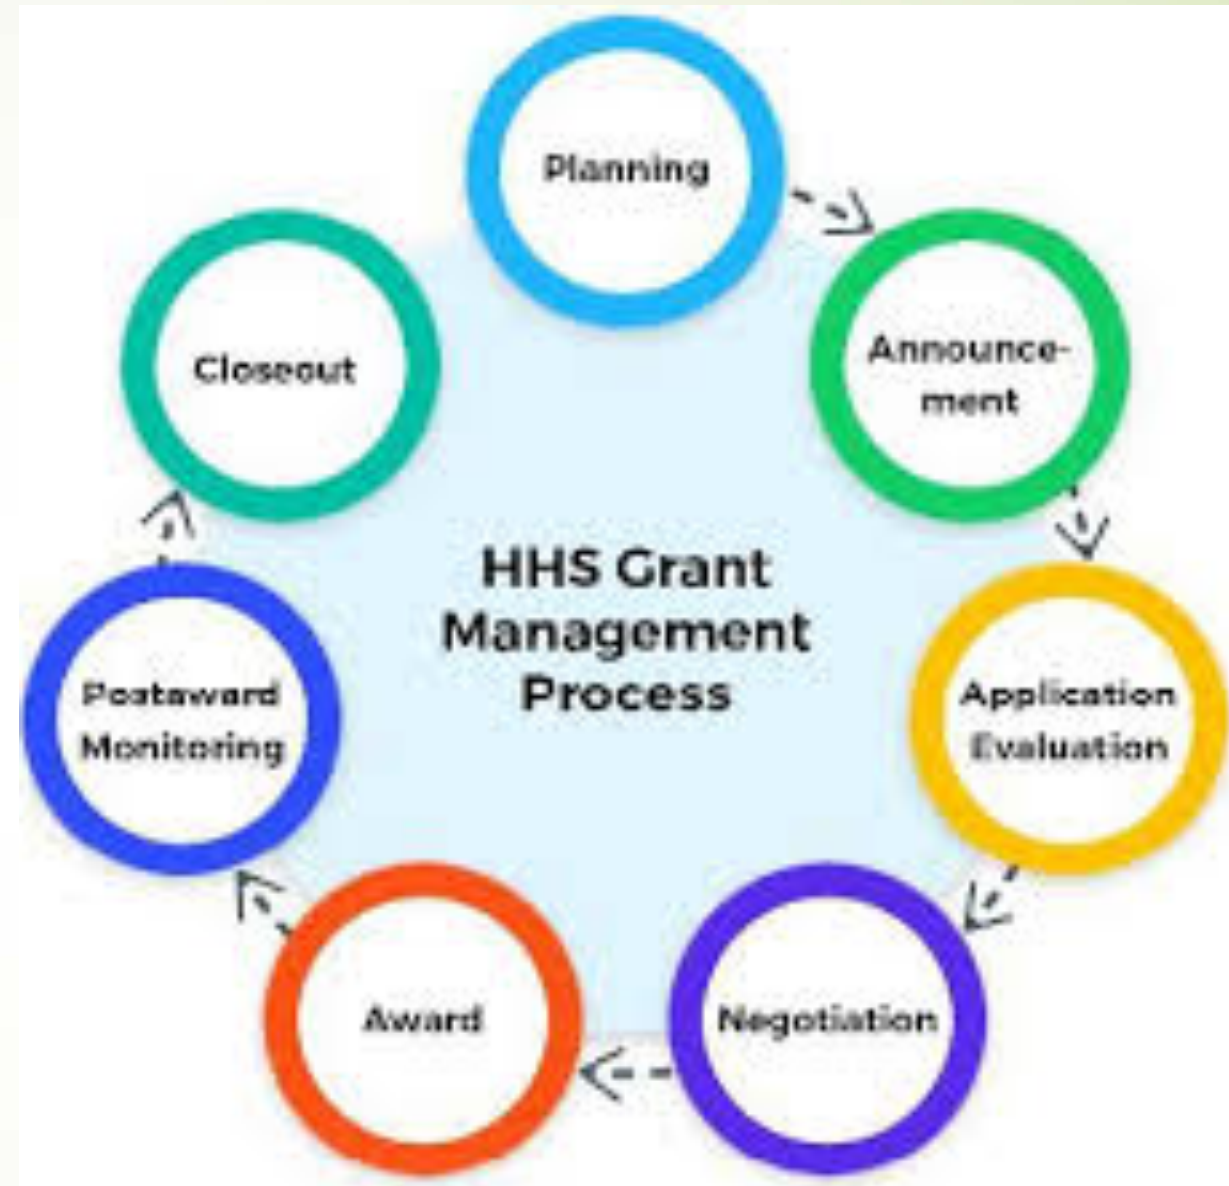 Planning
Announce-
ment
Application
Evaluation
Negotiation
Award
Postaward
Monitoring
Closeout
HHS Grant
Management
Process